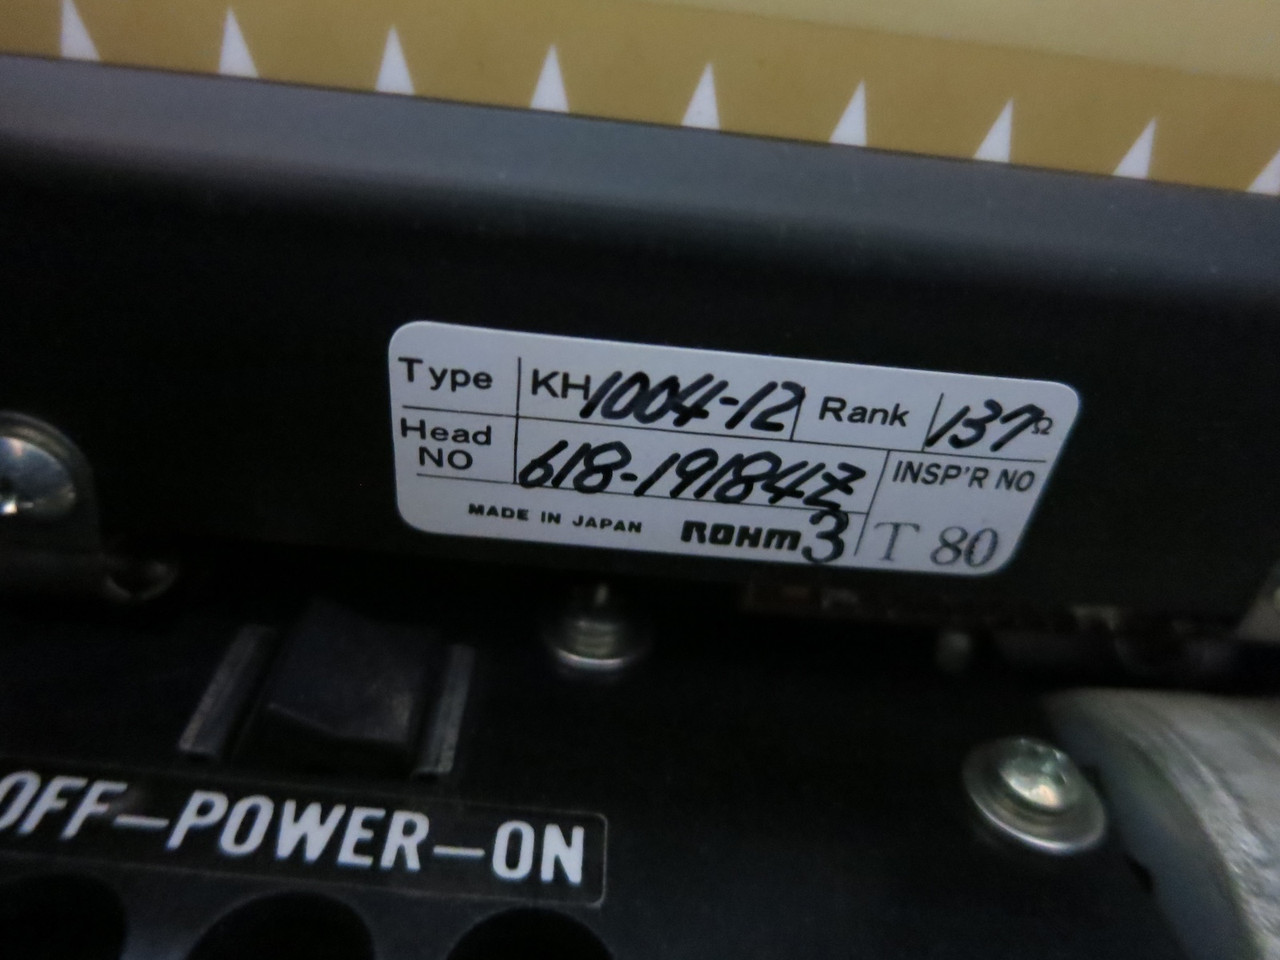 Type KH1004-12 Rank 137Ω
Head NO 618-19184Z
INSP'R NO
MADE IN JAPAN ROHM 3 T 80
OFF-POWER-ON